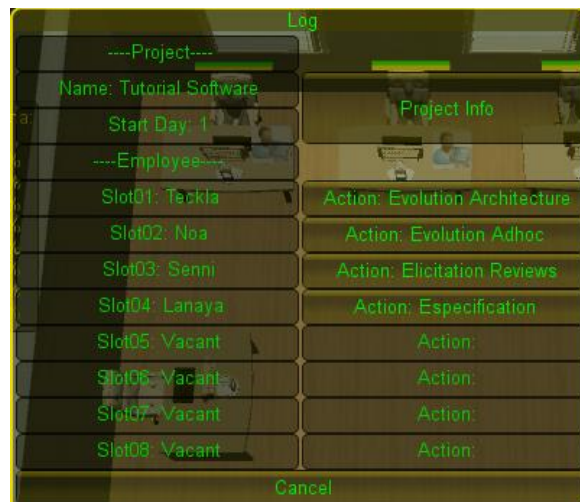 Log
----Project----
Name: Tutorial Software
Project Info
Start Day: 1
----Employee----
Slot01: Teckla
Action: Evolution Architecture
Slot02: Noa
Action: Evolution Adhoc
Slot03: Senni
Action: Elicitation Reviews
Slot04: Lanaya
Action: Especification
Slot05: Vacant
Action:
Slot06: Vacant
Action:
Slot07: Vacant
Action:
Slot08: Vacant
Action:
Cancel